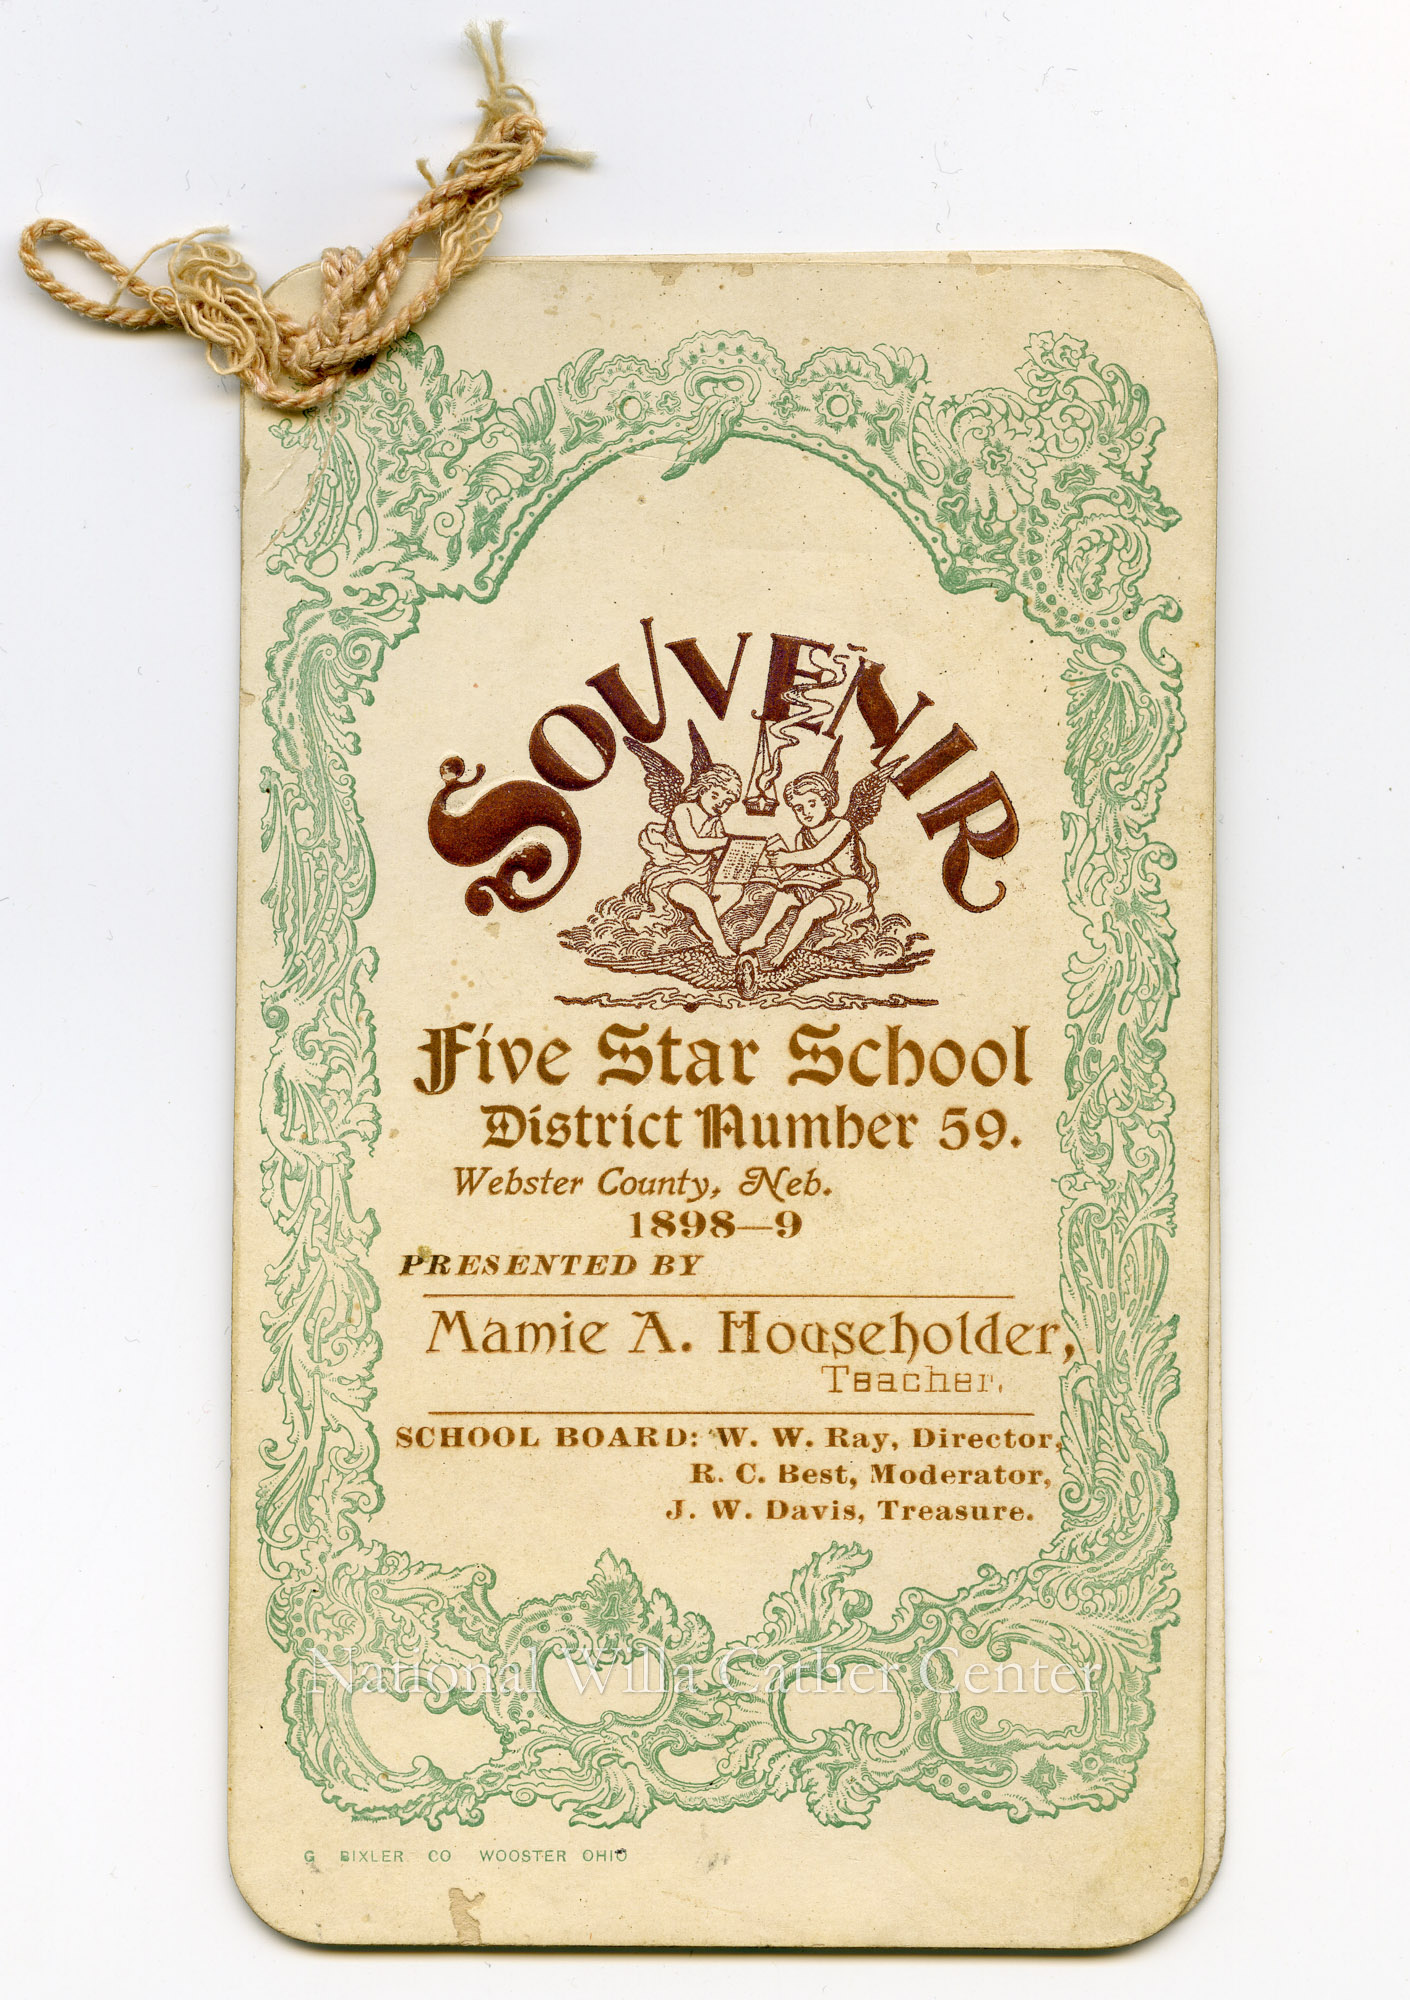 SOUVENIR
Five Star School
District Number 59.
Webster County, Neb.
1898—9
PRESENTED BY
Mamie A. Householder,
Teacher.
SCHOOL BOARD: W. W. Ray, Director,
R. C. Best, Moderator,
J. W. Davis, Treasure.
National Willa Cather Center
G BIXLER CO WOOSTER OHIO